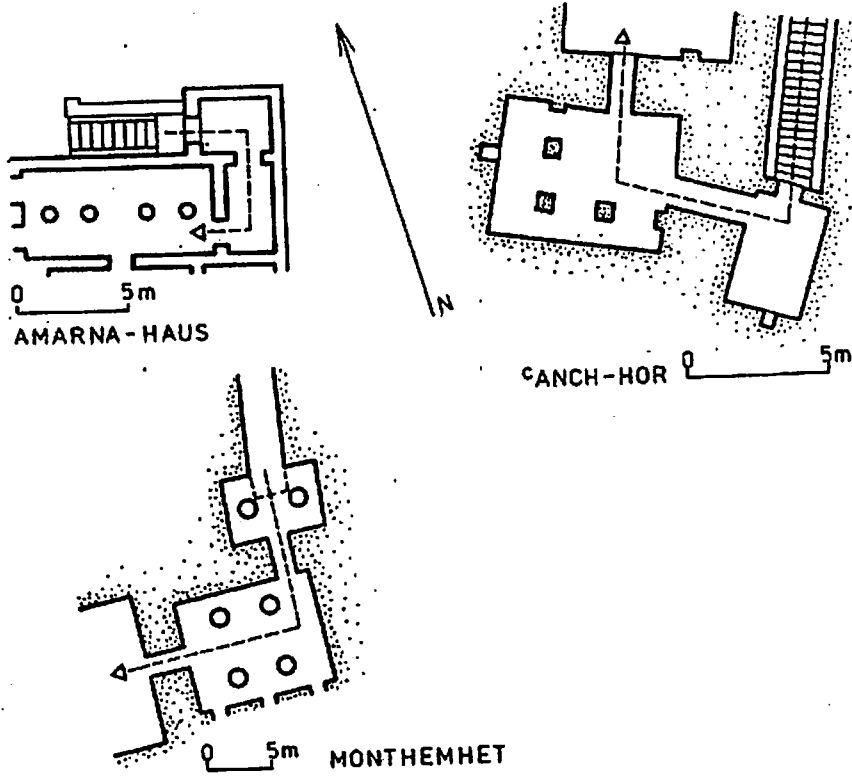 N
0 5m
AMARNA-HAUS
ᶜANCH-HOR 0 5m
0 5m MONTHEMHET